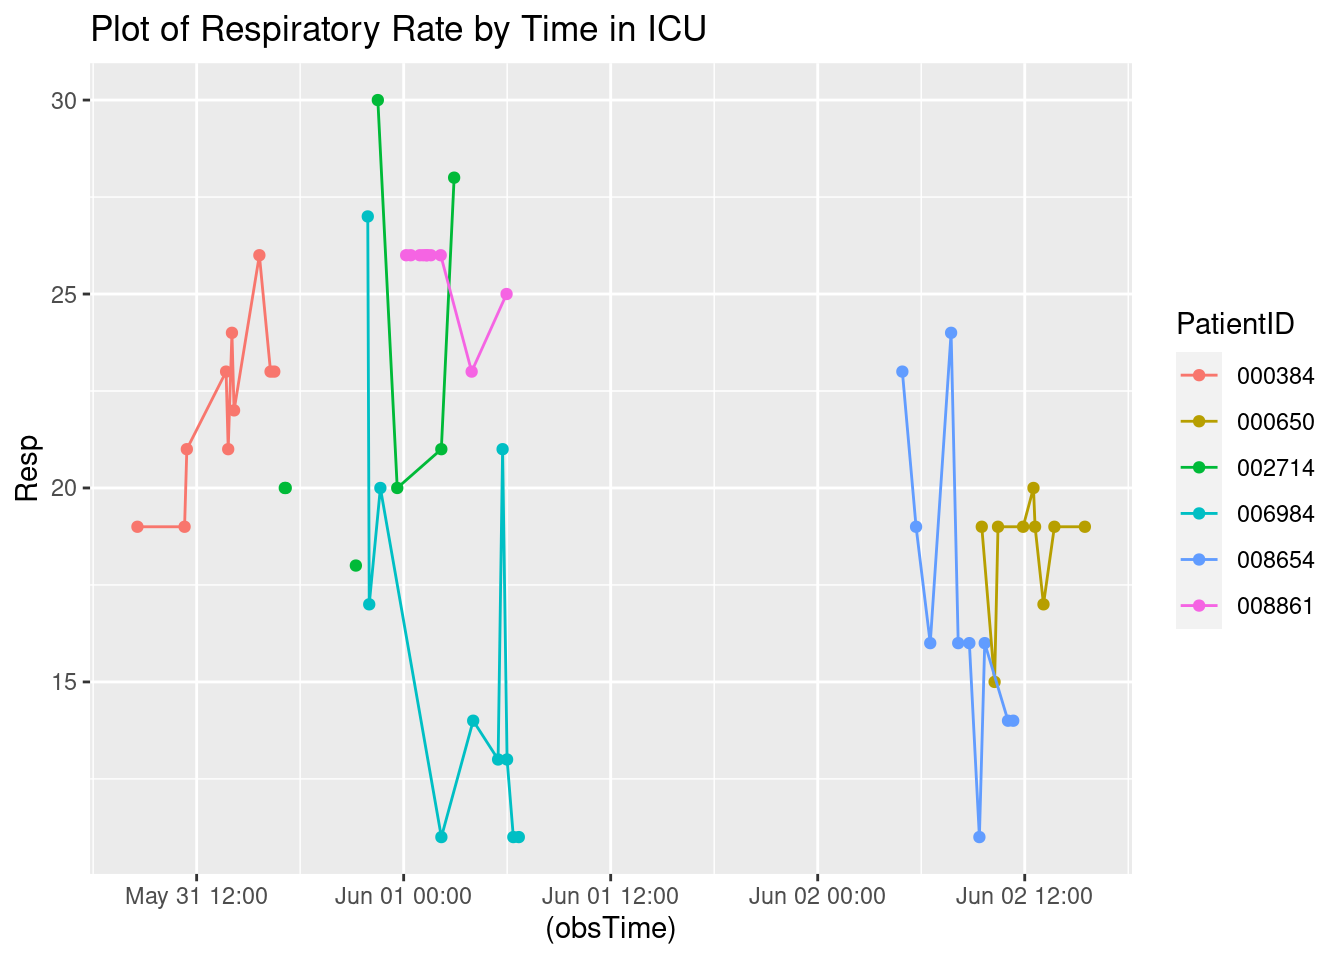 Plot of Respiratory Rate by Time in ICU
30
25
20
15
Resp
May 31 12:00
Jun 01 00:00
Jun 01 12:00
Jun 02 00:00
Jun 02 12:00
(obsTime)
PatientID
000384
000650
002714
006984
008654
008861